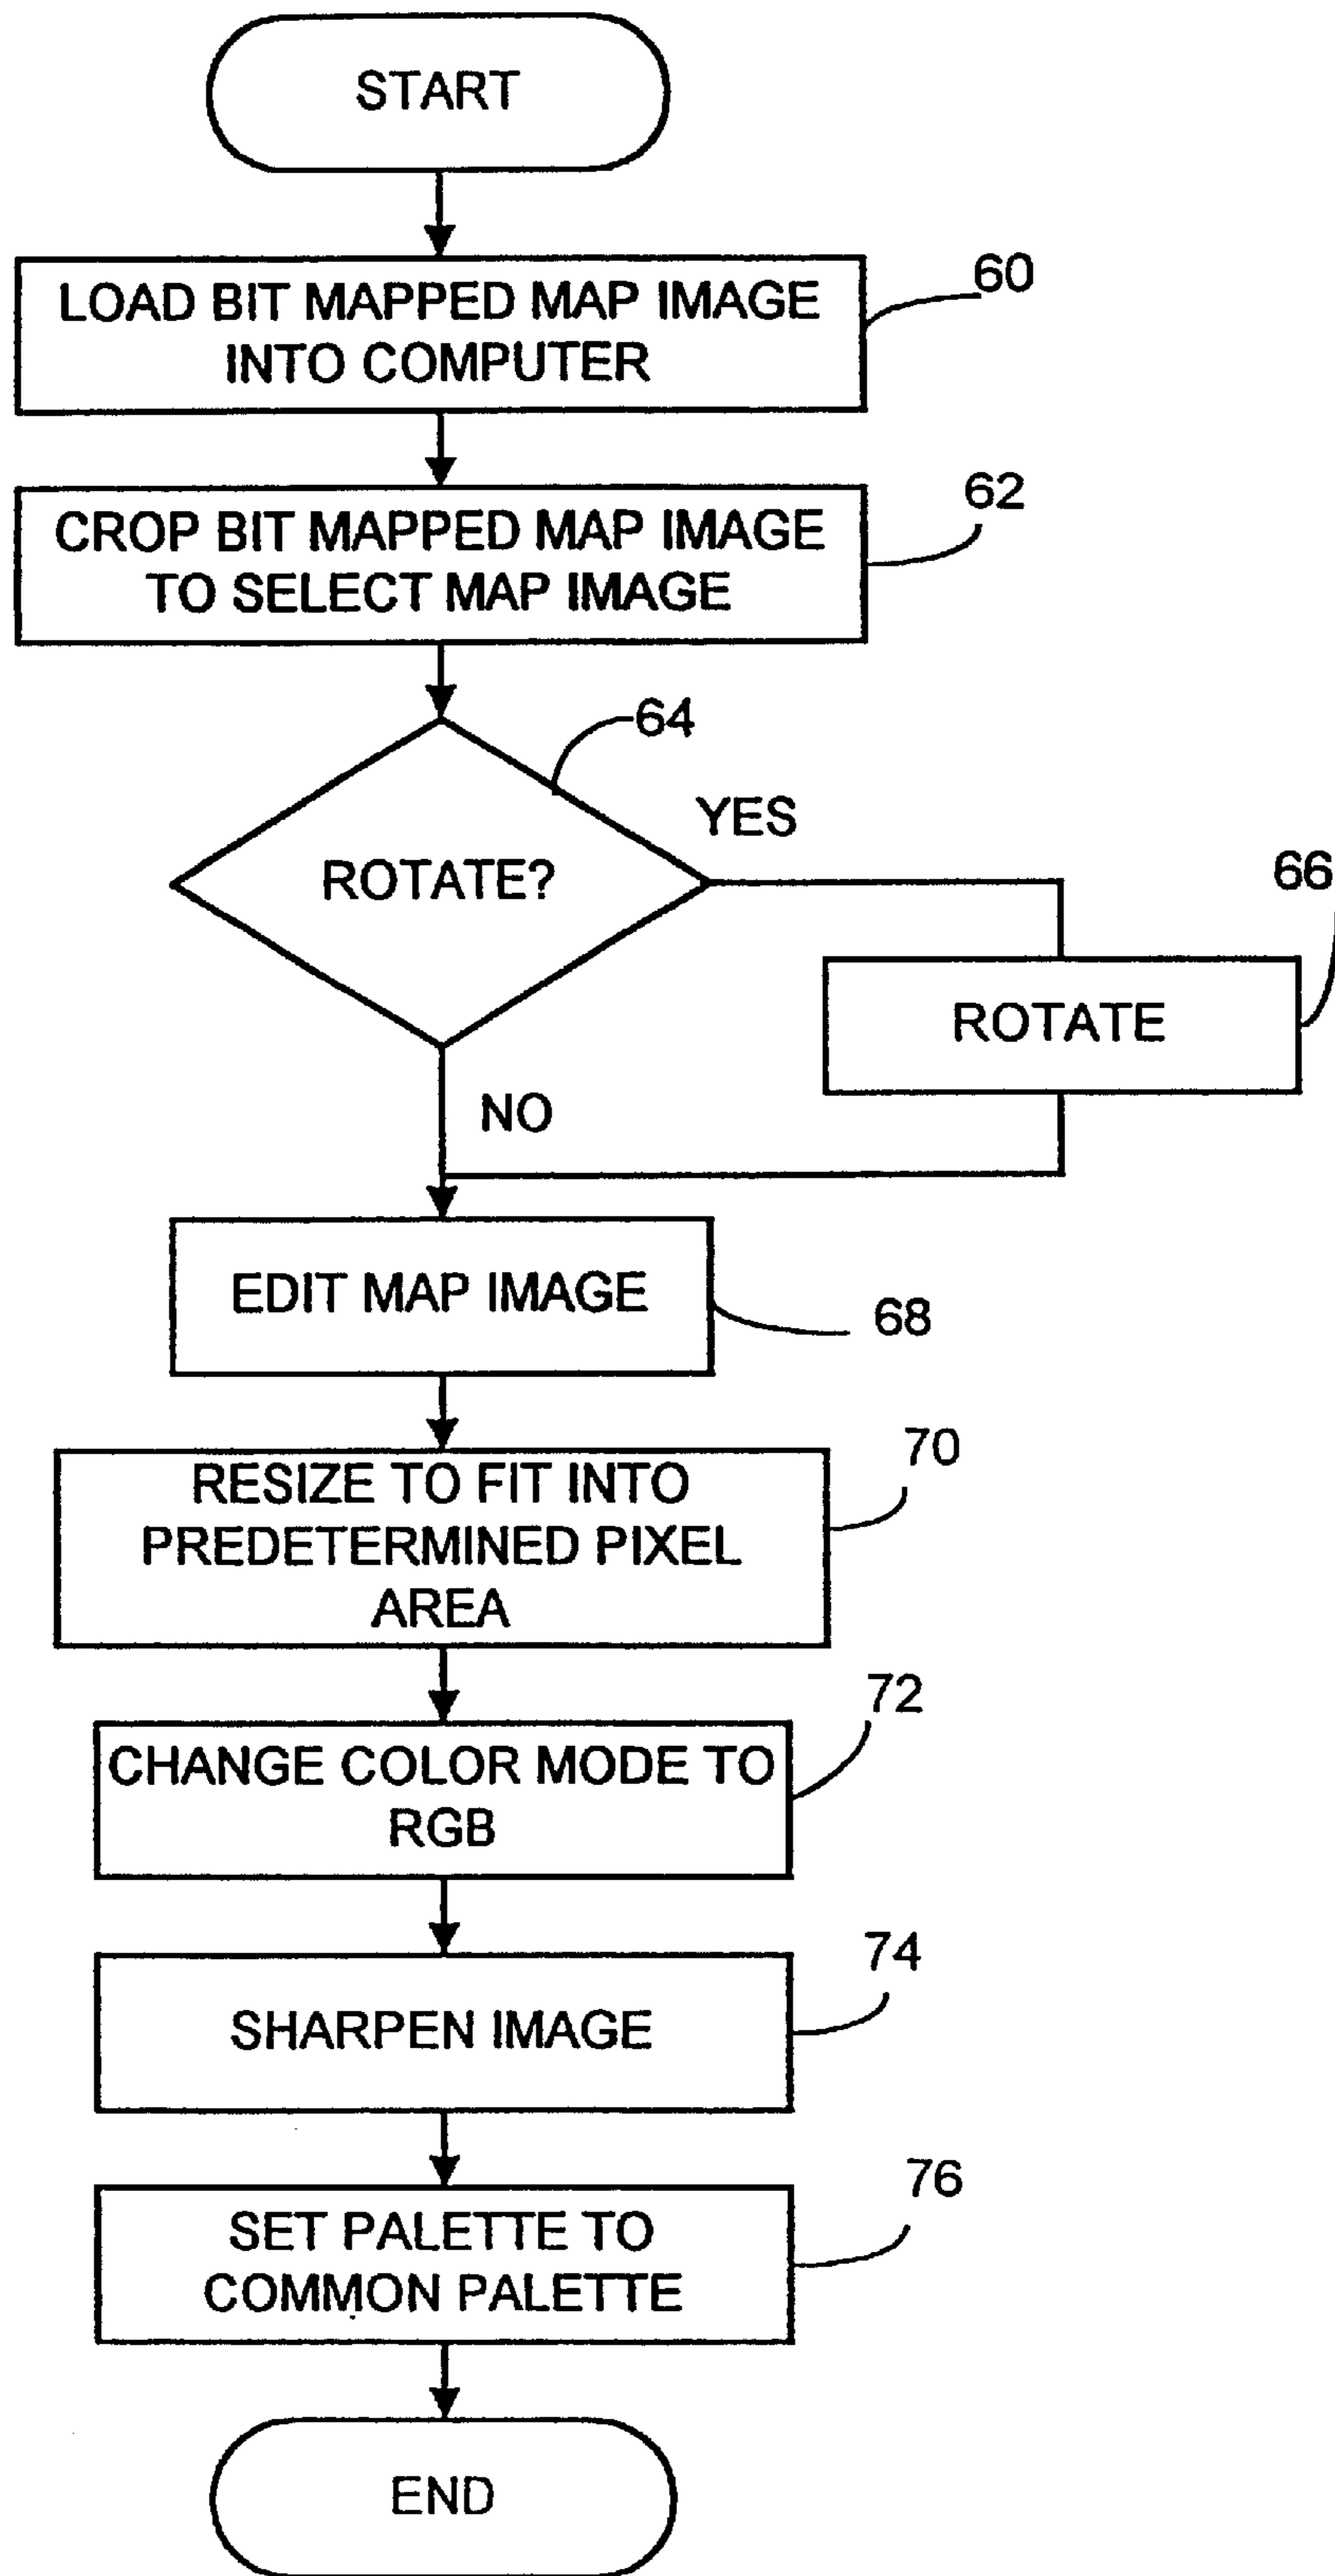 START
60
LOAD BIT MAPPED MAP IMAGE
INTO COMPUTER
62
CROP BIT MAPPED MAP IMAGE
TO SELECT MAP IMAGE
64
YES
ROTATE?
66
ROTATE
NO
EDIT MAP IMAGE
68
70
RESIZE TO FIT INTO
PREDETERMINED PIXEL
AREA
72
CHANGE COLOR MODE TO
RGB
74
SHARPEN IMAGE
76
SET PALETTE TO
COMMON PALETTE
END